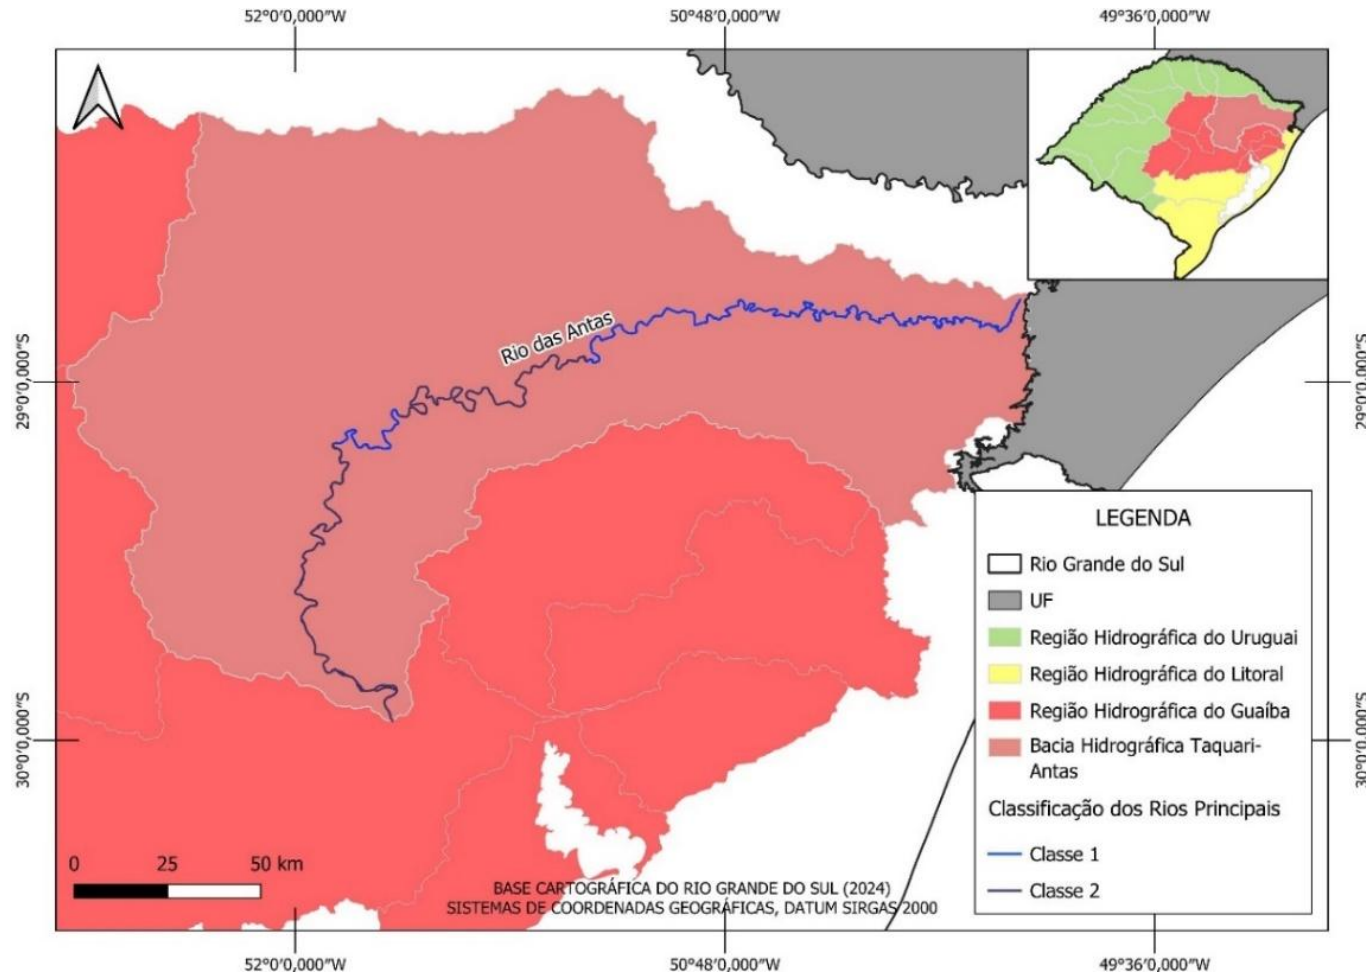 52°0'0,000"W
50°48'0,000"W
49°36'0,000"W
29°0'0,000"S
29°0'0,000"S
Rio das Antas
LEGENDA
Rio Grande do Sul
UF
Região Hidrográfica do Uruguai
Região Hidrográfica do Litoral
Região Hidrográfica do Guaíba
Bacia Hidrográfica Taquari-
Antas
Classificação dos Rios Principais
Classe 1
Classe 2
30°0'0,000"S
30°0'0,000"S
0 25 50 km
BASE CARTOGRÁFICA DO RIO GRANDE DO SUL (2024)
SISTEMAS DE COORDENADAS GEOGRÁFICAS, DATUM SIRGAS 2000
52°0'0,000"W
50°48'0,000"W
49°36'0,000"W